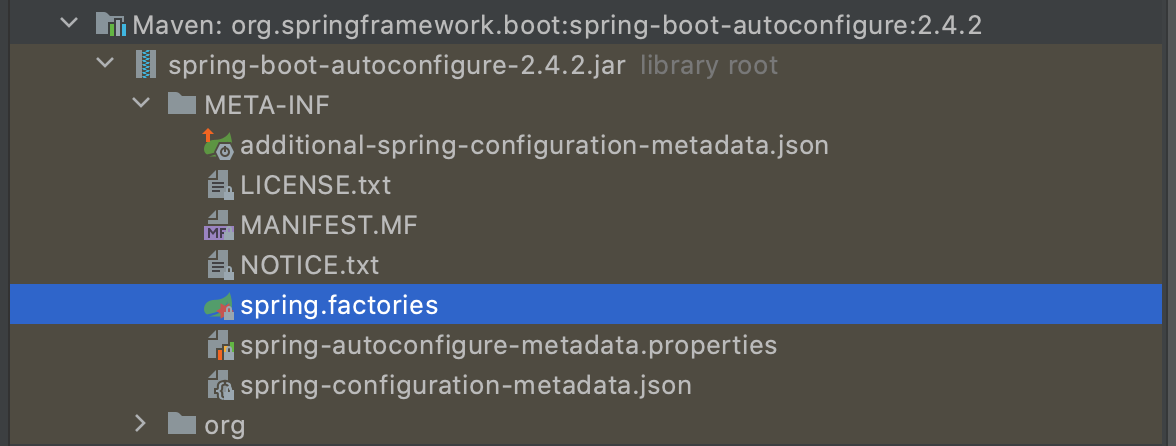 Maven: org.springframework.boot:spring-boot-autoconfigure:2.4.2
spring-boot-autoconfigure-2.4.2.jar library root
META-INF
additional-spring-configuration-metadata.json
LICENSE.txt
MF MANIFEST.MF
NOTICE.txt
spring.factories
spring-autoconfigure-metadata.properties
spring-configuration-metadata.json
org